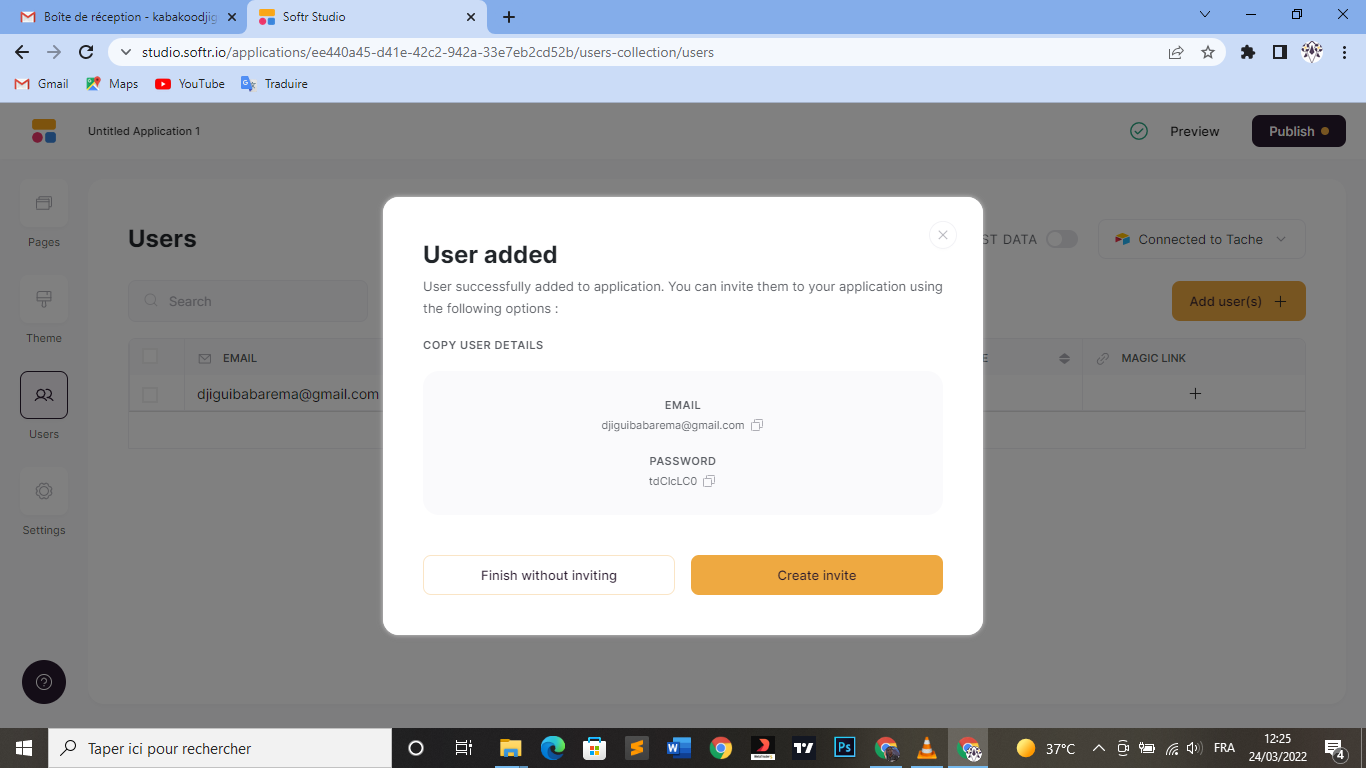 Boîte de réception - kabakoodjig
Softr Studio
studio.softr.io/applications/ee440a45-d41e-42c2-942a-33e7eb2cd52b/users-collection/users
Gmail
Maps
YouTube
Traduire
Untitled Application 1
Preview
Publish
Pages
Theme
Users
Settings
Users
ST DATA
Connected to Tache
Search
Add user(s)
EMAIL
E
MAGIC LINK
djiguibabarema@gmail.com
User added
User successfully added to application. You can invite them to your application using
the following options :
COPY USER DETAILS
EMAIL
djiguibabarema@gmail.com
PASSWORD
tdClcLC0
Finish without inviting
Create invite
Taper ici pour rechercher
37°C
FRA
12:25
24/03/2022
4